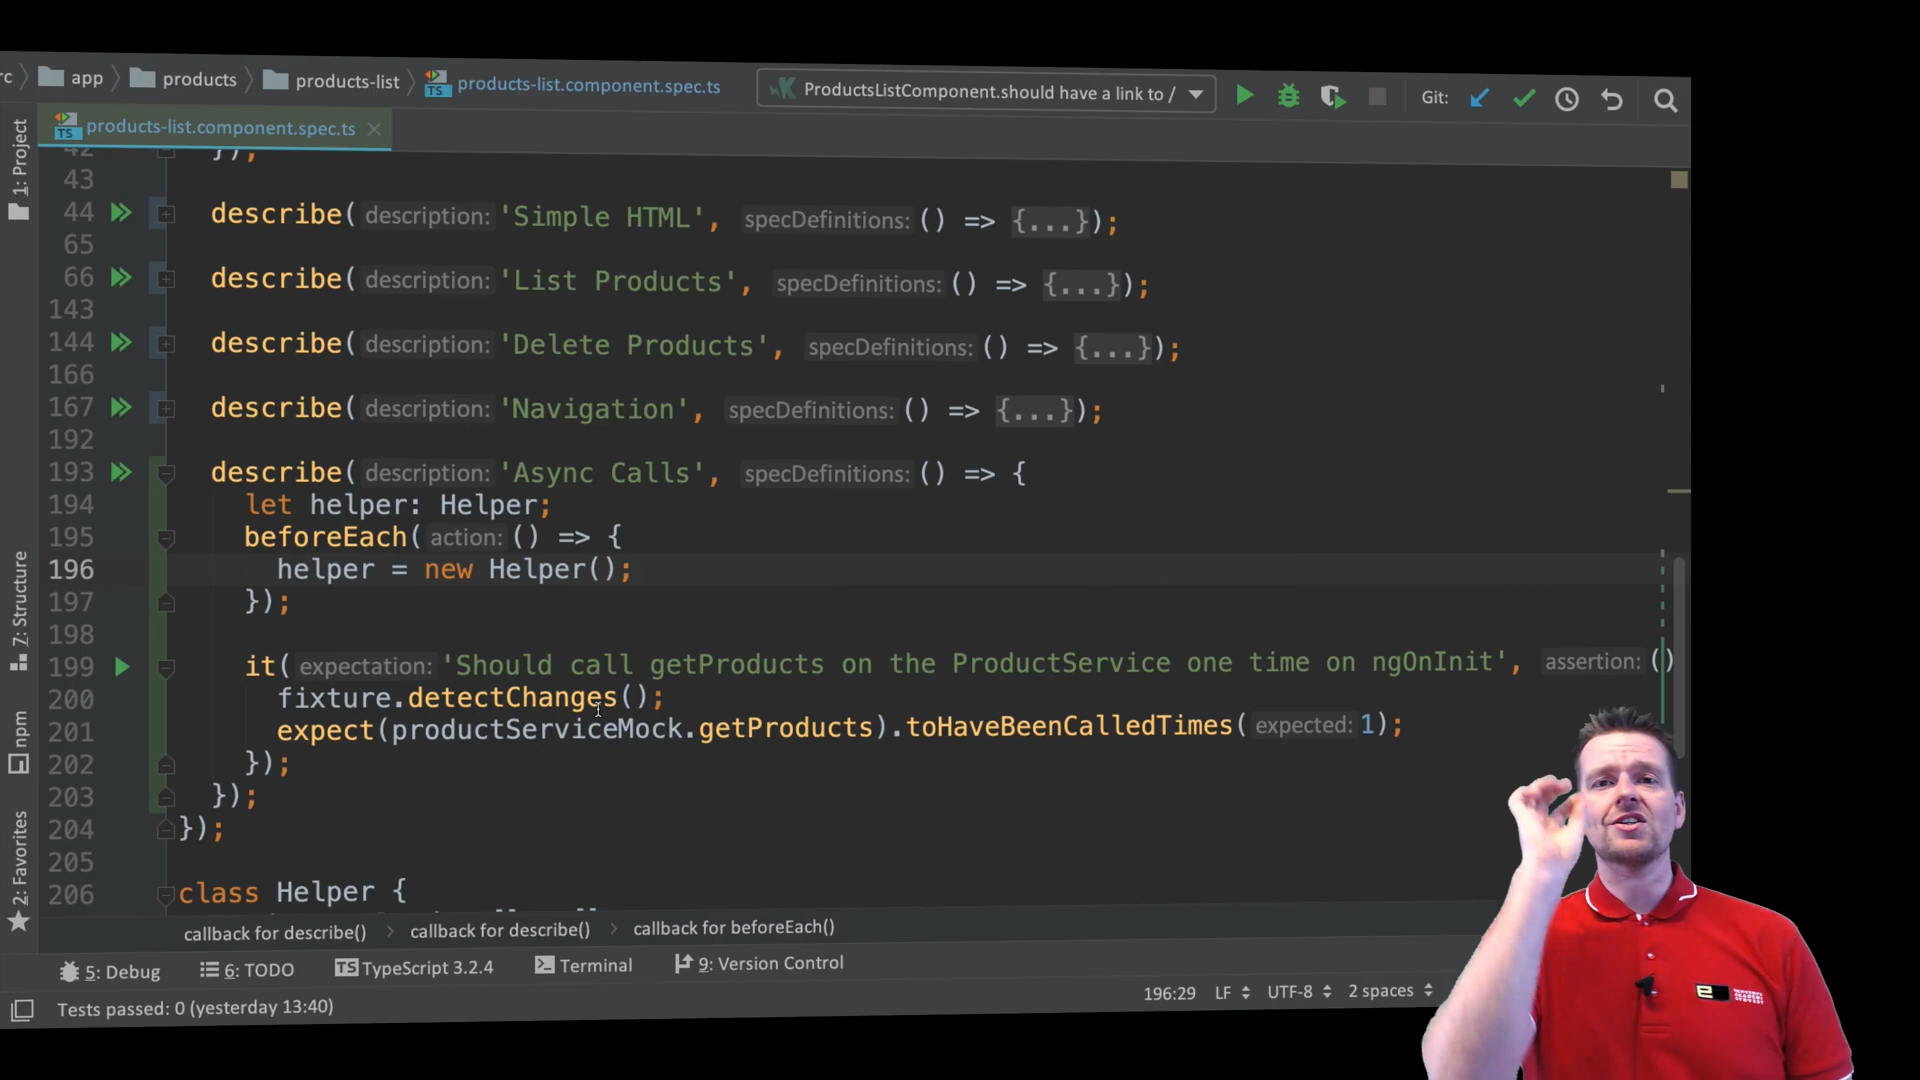 rc app products products-list products-list.component.spec.ts ProductsListComponent.should have a link to / Git:
products-list.component.spec.ts
42 });
43
44 describe( description: 'Simple HTML', specDefinitions: () => {...});
65
66 describe( description: 'List Products', specDefinitions: () => {...});
143
144 describe( description: 'Delete Products', specDefinitions: () => {...});
166
167 describe( description: 'Navigation', specDefinitions: () => {...});
192
193 describe( description: 'Async Calls', specDefinitions: () => {
194 let helper: Helper;
195 beforeEach( action: () => {
196 helper = new Helper();
197 });
198
199 it( expectation: 'Should call getProducts on the ProductService one time on ngOnInit', assertion: ()
200 fixture.detectChanges();
201 expect(productServiceMock.getProducts).toHaveBeenCalledTimes( expected: 1);
202 });
203 });
204 });
205
206 class Helper {
callback for describe() callback for describe() callback for beforeEach()
5: Debug 6: TODO TS TypeScript 3.2.4 Terminal 9: Version Control
Tests passed: 0 (yesterday 13:40) 196:29 LF UTF-8 2 spaces
1: Project
7: Structure
npm
2: Favorites